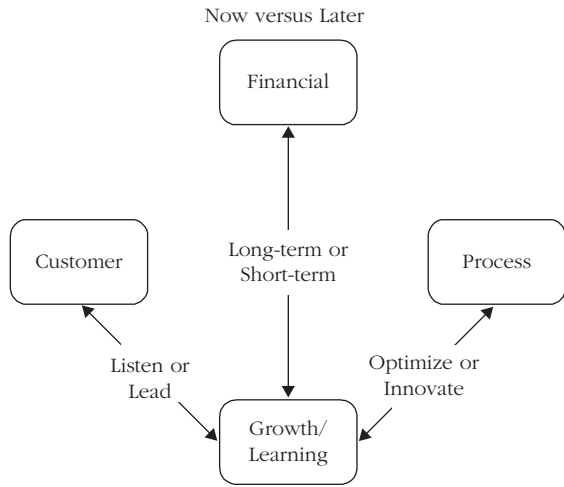 Now versus Later
Financial
Long-term or
Short-term
Customer
Process
Listen or
Lead
Optimize or
Innovate
Growth/
Learning